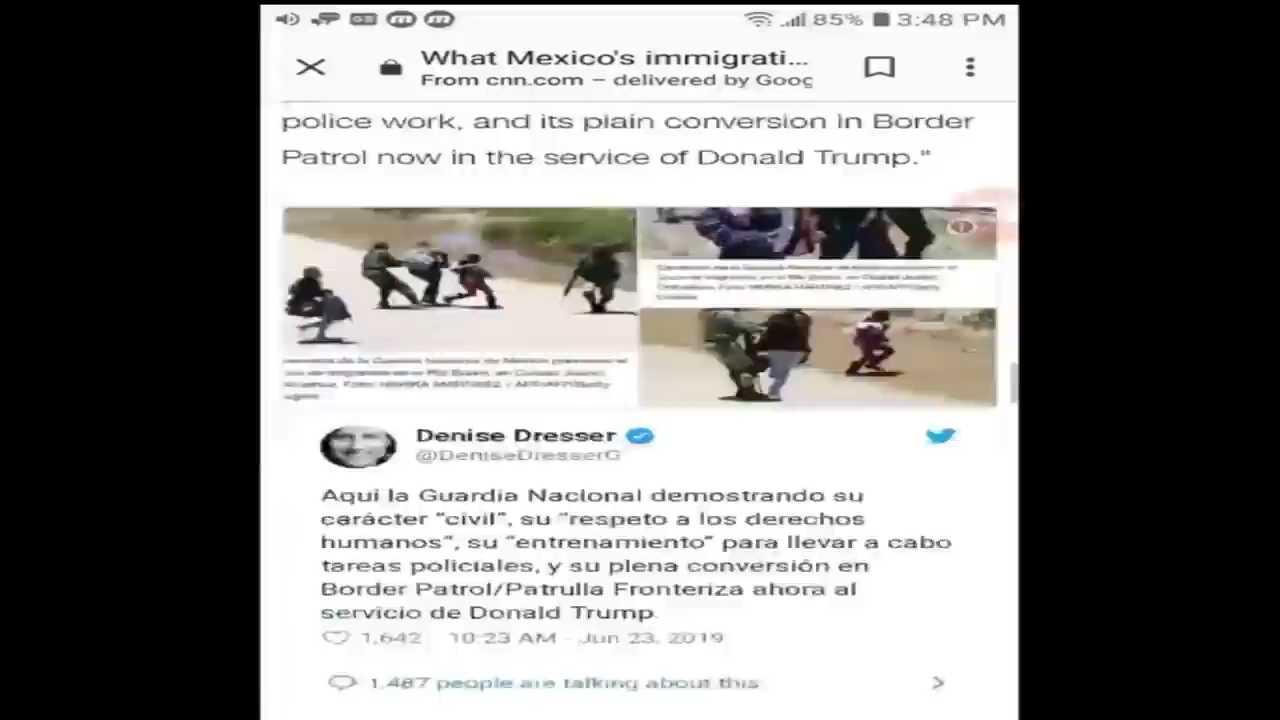 85% 3:48 PM
What Mexico's immigrati...
From cnn.com – delivered by Goog
police work, and its plain conversion in Border
Patrol now in the service of Donald Trump."
Denise Dresser
@DeniseDresserG
Aquí la Guardia Nacional demostrando su
carácter "civil", su "respeto a los derechos
humanos", su "entrenamiento" para llevar a cabo
tareas policiales, y su plena conversión en
Border Patrol/Patrulla Fronteriza ahora al
servicio de Donald Trump.
1,642 10:23 AM - Jun 23, 2019
1,487 people are talking about this